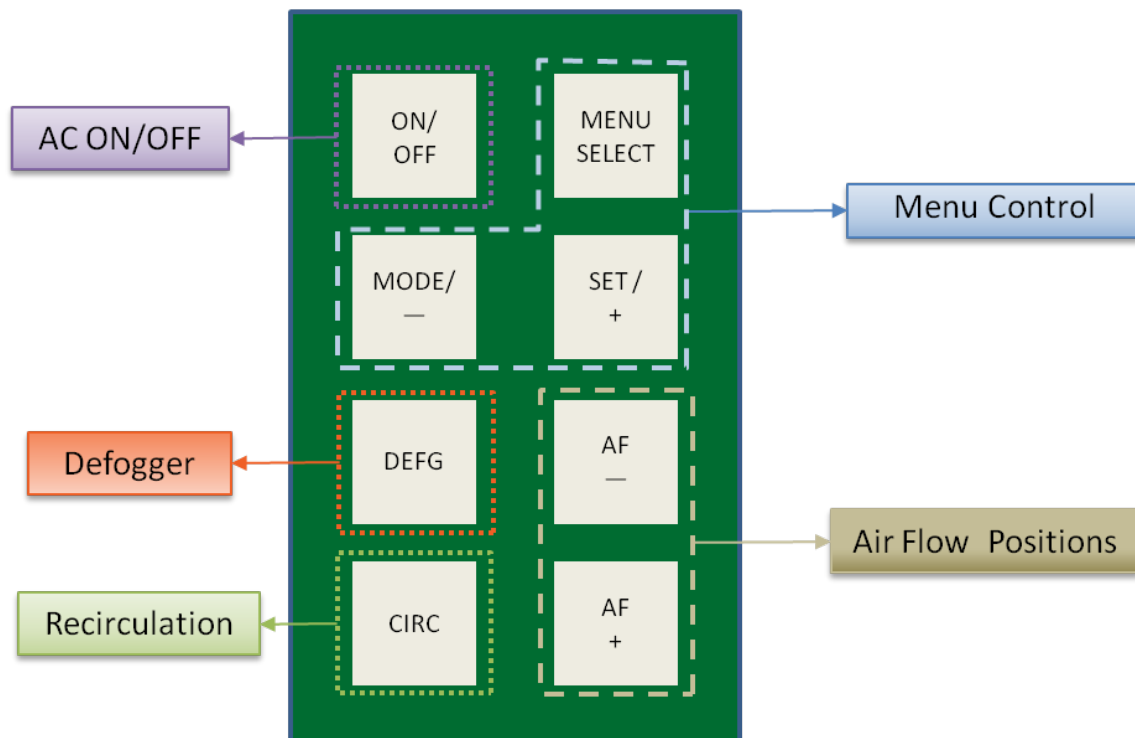 AC ON/OFF
ON/
OFF
MENU
SELECT
Menu Control
MODE/
—
SET /
+
Defogger
DEFG
AF
—
Air Flow Positions
Recirculation
CIRC
AF
+